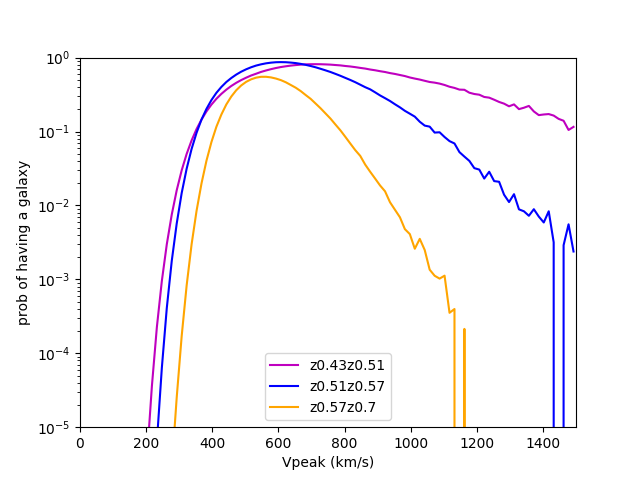 10^0
10^-1
10^-2
10^-3
10^-4
10^-5
prob of having a galaxy
z0.43z0.51
z0.51z0.57
z0.57z0.7
0 200 400 600 800 1000 1200 1400
Vpeak (km/s)